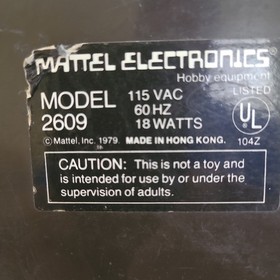 MATTEL ELECTRONICS
Hobby equipment
MODEL 115 VAC LISTED
2609 60 HZ UL
18 WATTS
© Mattel, Inc. 1979. MADE IN HONG KONG. 104Z
CAUTION: This is not a toy and
is intended for use by or under the
supervision of adults.